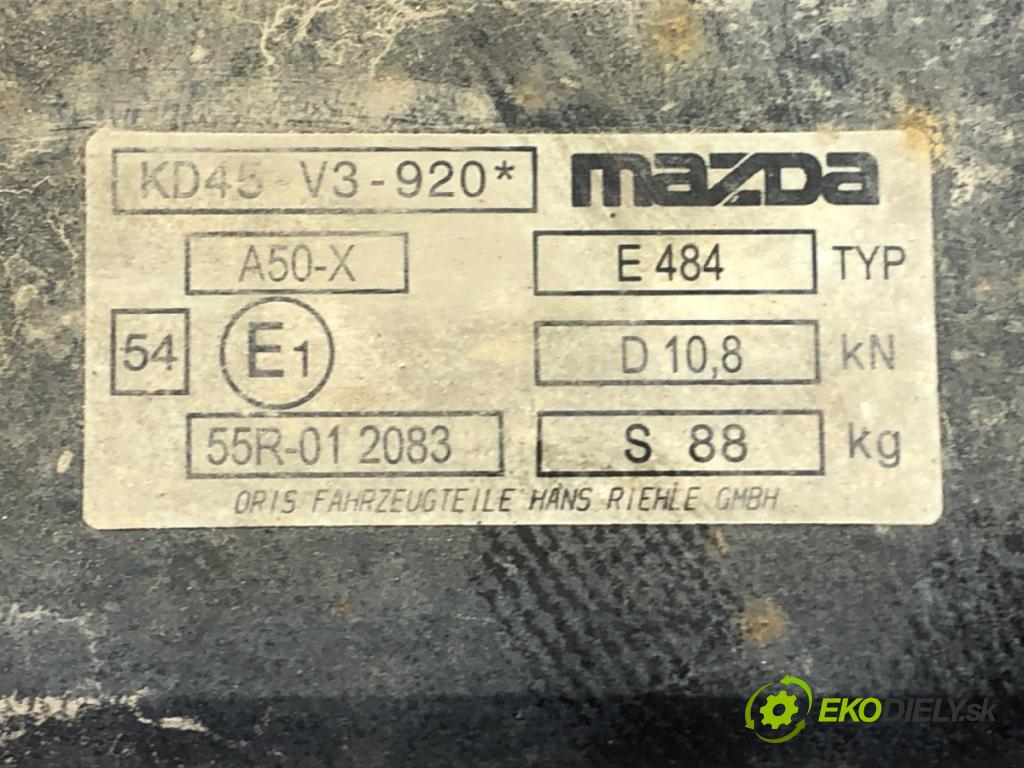 KD45 V3-920* mazda
A50-X E 484 TYP
54 E1 D 10,8 kN
55R-01 2083 S 88 kg
ORIS FAHRZEUGTEILE HANS RIEHLE GMBH
EKODIELY.sk